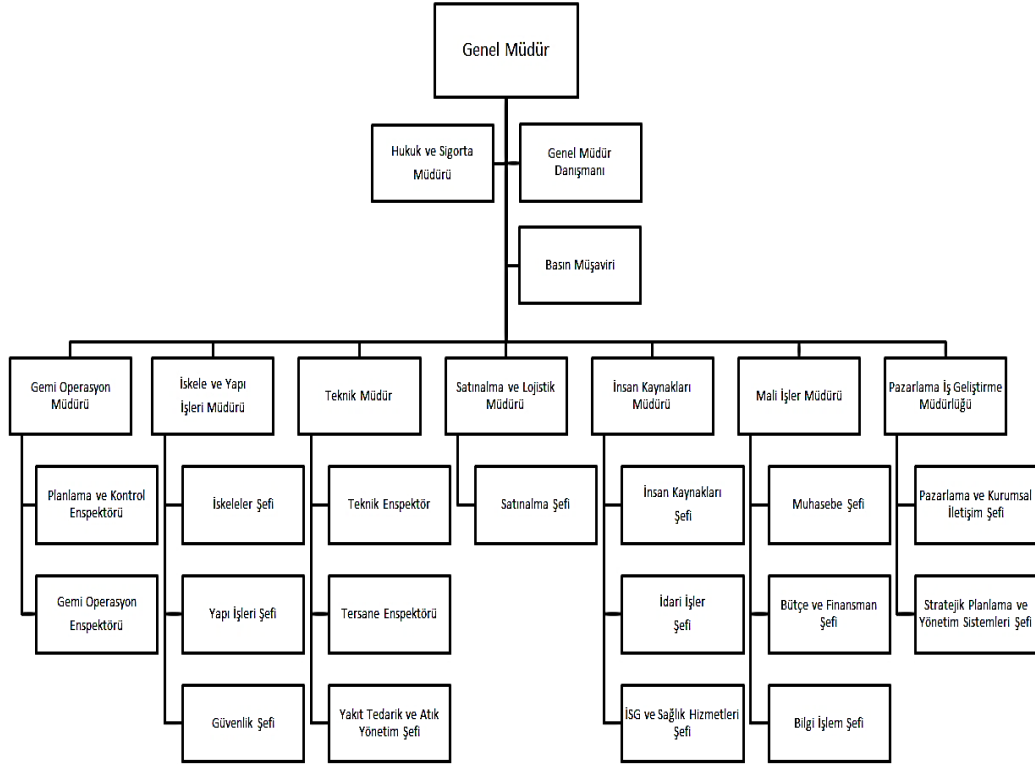 Genel Müdür
Hukuk ve Sigorta
Müdürü
Genel Müdür
Danışmanı
Basın Müşaviri
Gemi Operasyon
Müdürü
İskele ve Yapı
İşleri Müdürü
Teknik Müdür
Satınalma ve Lojistik
Müdürü
İnsan Kaynakları
Müdürü
Mali İşler Müdürü
Pazarlama İş Geliştirme
Müdürlüğü
Planlama ve Kontrol
Enspektörü
İskeleler Şefi
Teknik Enspektör
Satınalma Şefi
İnsan Kaynakları
Şefi
Muhasebe Şefi
Pazarlama ve Kurumsal
İletişim Şefi
Gemi Operasyon
Enspektörü
Yapı İşleri Şefi
Tersane Enspektörü
İdari İşler
Şefi
Bütçe ve Finansman
Şefi
Stratejik Planlama ve
Yönetim Sistemleri Şefi
Güvenlik Şefi
Yakıt Tedarik ve Atık
Yönetim Şefi
İSG ve Sağlık Hizmetleri
Şefi
Bilgi İşlem Şefi